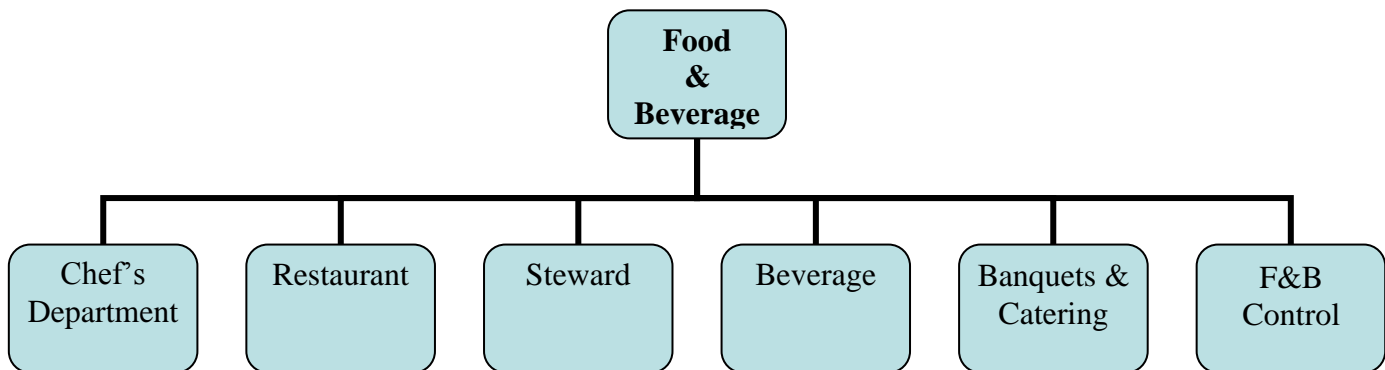 Food
&
Beverage
Chef’s
Department
Restaurant
Steward
Beverage
Banquets &
Catering
F&B
Control